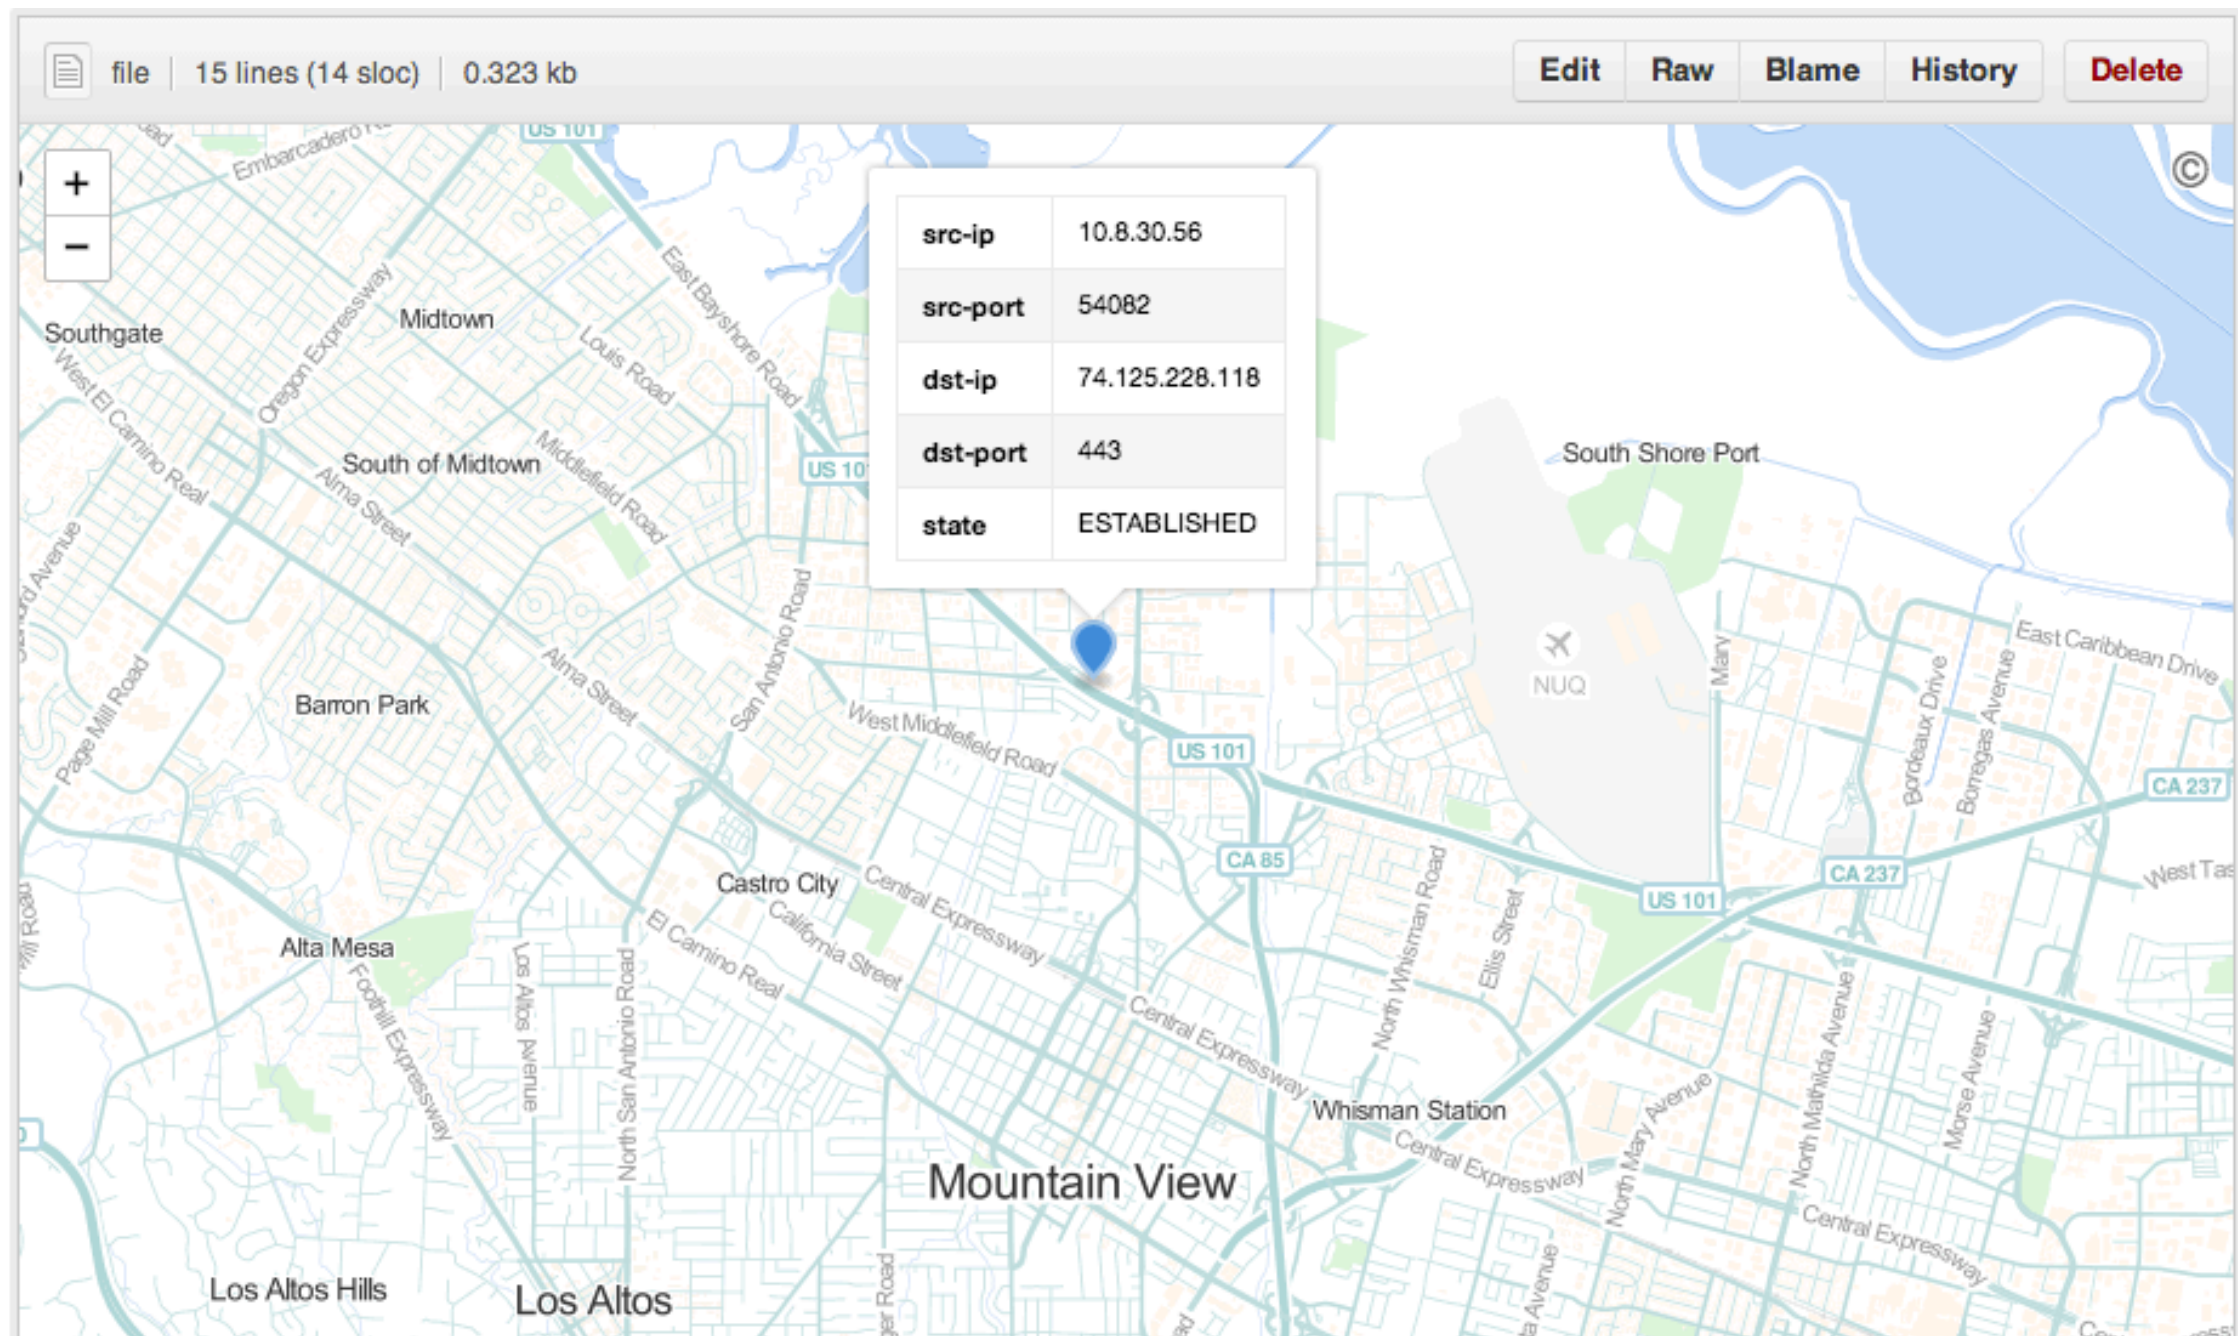 file 15 lines (14 sloc) 0.323 kb Edit Raw Blame History Delete
US 101
Embarcadero
©
+
−
src-ip 10.8.30.56
src-port 54082
dst-ip 74.125.228.118
dst-port 443
state ESTABLISHED
East Bayshore Road
Midtown
Southgate
Oregon Expressway
Louis Road
West El Camino Real
South of Midtown
Middlefield Road
US 10
South Shore Port
Alma Street
Avenue
San Antonio Road
East Caribbean Drive
Mary
NUQ
Bordeaux Drive
Borregas Avenue
Page Mill Road
Barron Park
Alma Street
West Middlefield Road
US 101
CA 237
CA 85
CA 237
US 101
West Tas
Castro City
Central Expressway
California Street
El Camino Real
North Whisman Road
Ellis Street
Road
Alta Mesa
Foothill Expressway
Los Altos Avenue
North San Antonio Road
Central Expressway
North Mathilda Avenue
Morse Avenue
Whisman Station
North Mary Avenue
Central Expressway
Mountain View
Central Expressway
Los Altos Hills
Los Altos
Road
Avenue